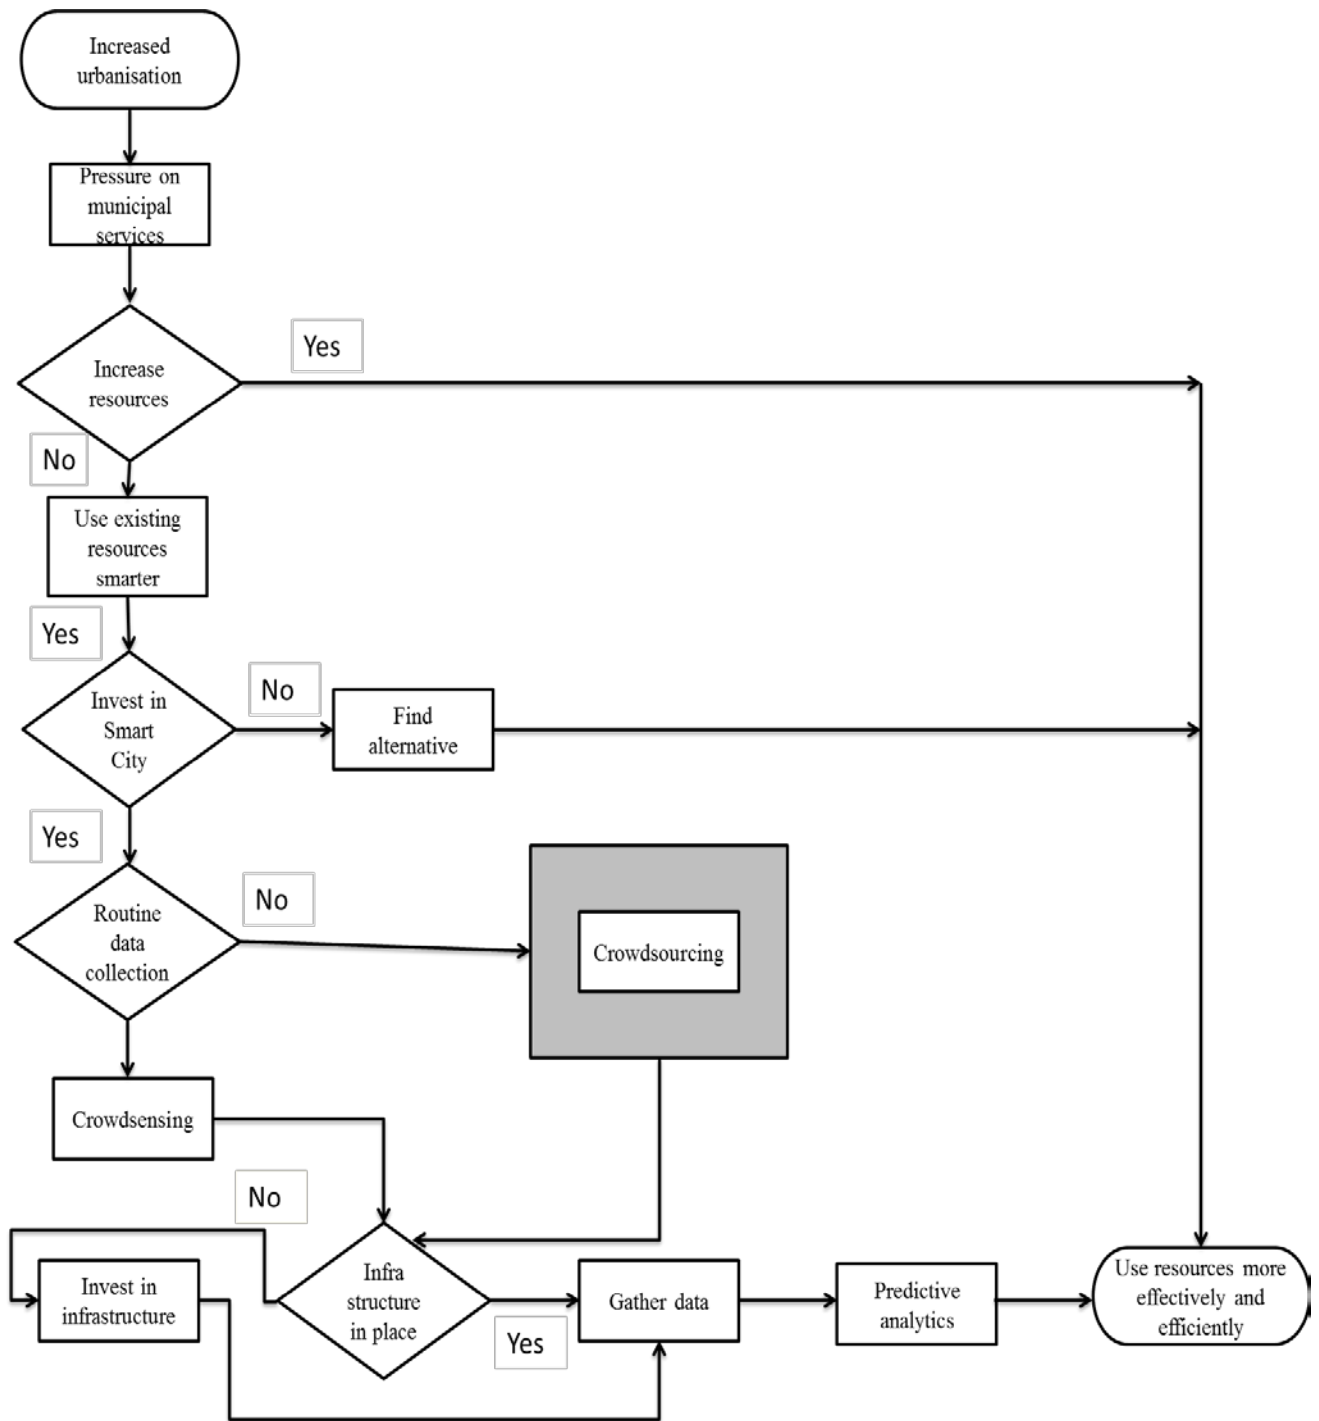 Increased
urbanisation
Pressure on
municipal
services
Yes
Increase
resources
No
Use existing
resources
smarter
Yes
Invest in
Smart
City
No
Find
alternative
Yes
Routine
data
collection
No
Crowdsourcing
Crowdsensing
No
Invest in
infrastructure
Infra
structure
in place
Yes
Gather data
Predictive
analytics
Use resources more
effectively and
efficiently